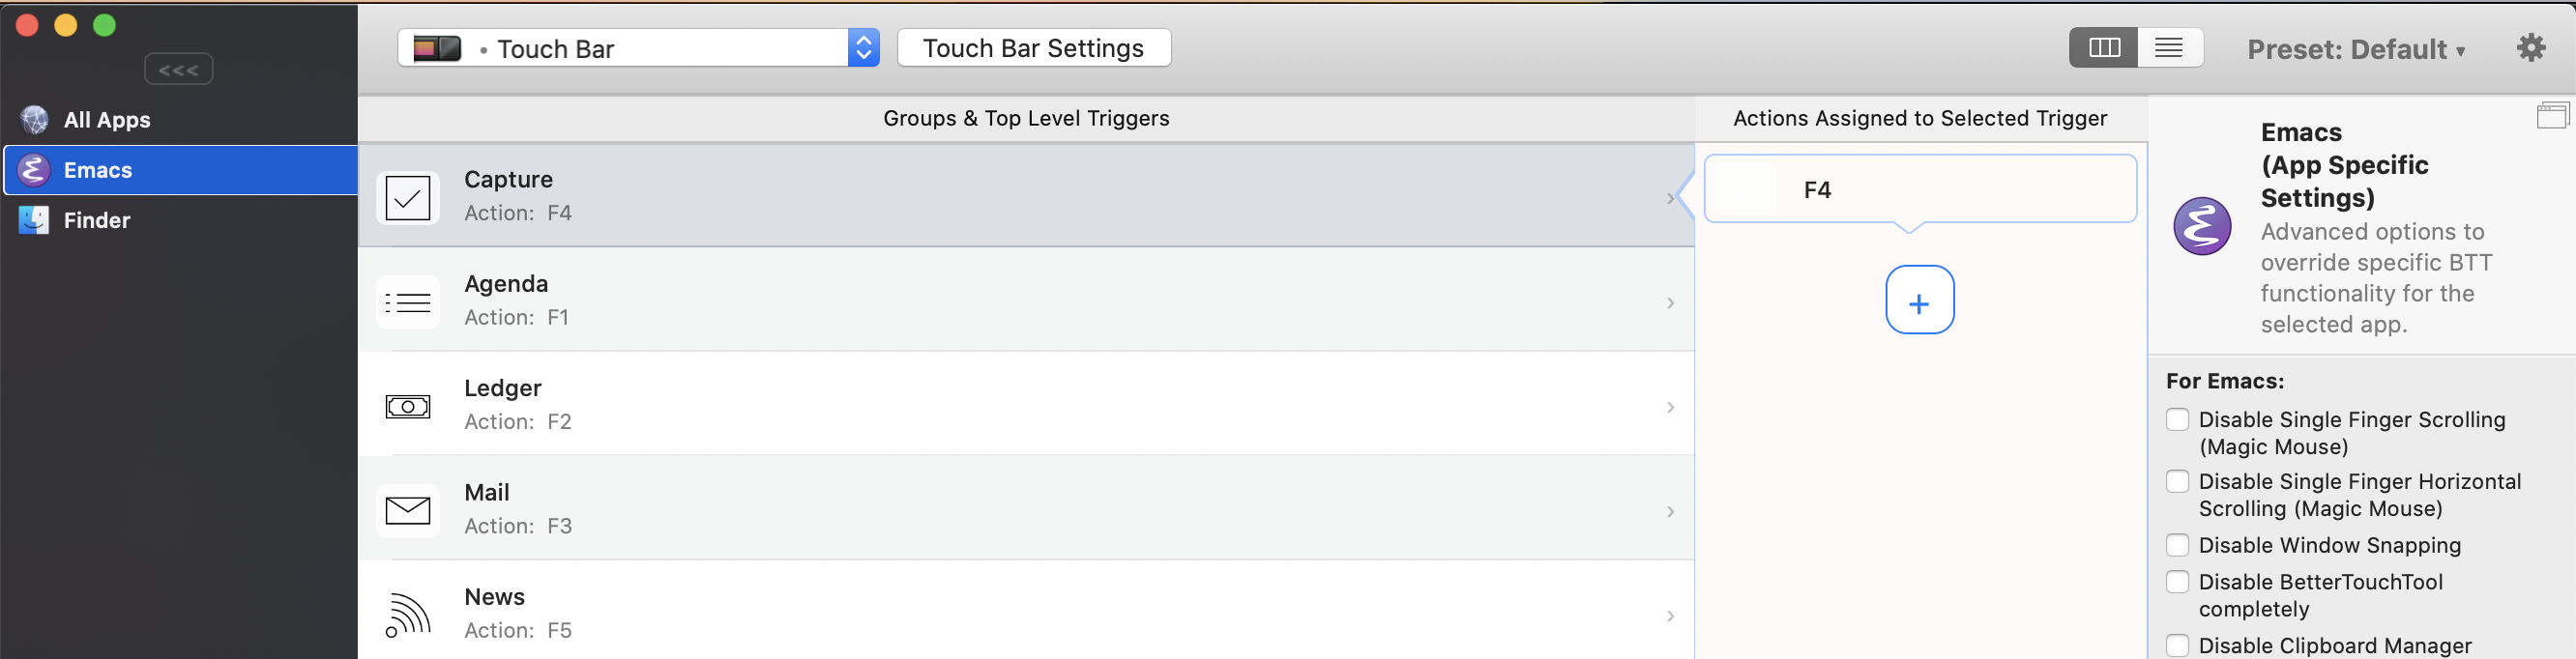 • Touch Bar
Touch Bar Settings
Preset: Default ▾
<<<
All Apps
Emacs
Finder
Groups & Top Level Triggers
Capture
Action: F4
Agenda
Action: F1
Ledger
Action: F2
Mail
Action: F3
News
Action: F5
Actions Assigned to Selected Trigger
F4
+
Emacs
(App Specific
Settings)
Advanced options to
override specific BTT
functionality for the
selected app.
For Emacs:
Disable Single Finger Scrolling
(Magic Mouse)
Disable Single Finger Horizontal
Scrolling (Magic Mouse)
Disable Window Snapping
Disable BetterTouchTool
completely
Disable Clipboard Manager